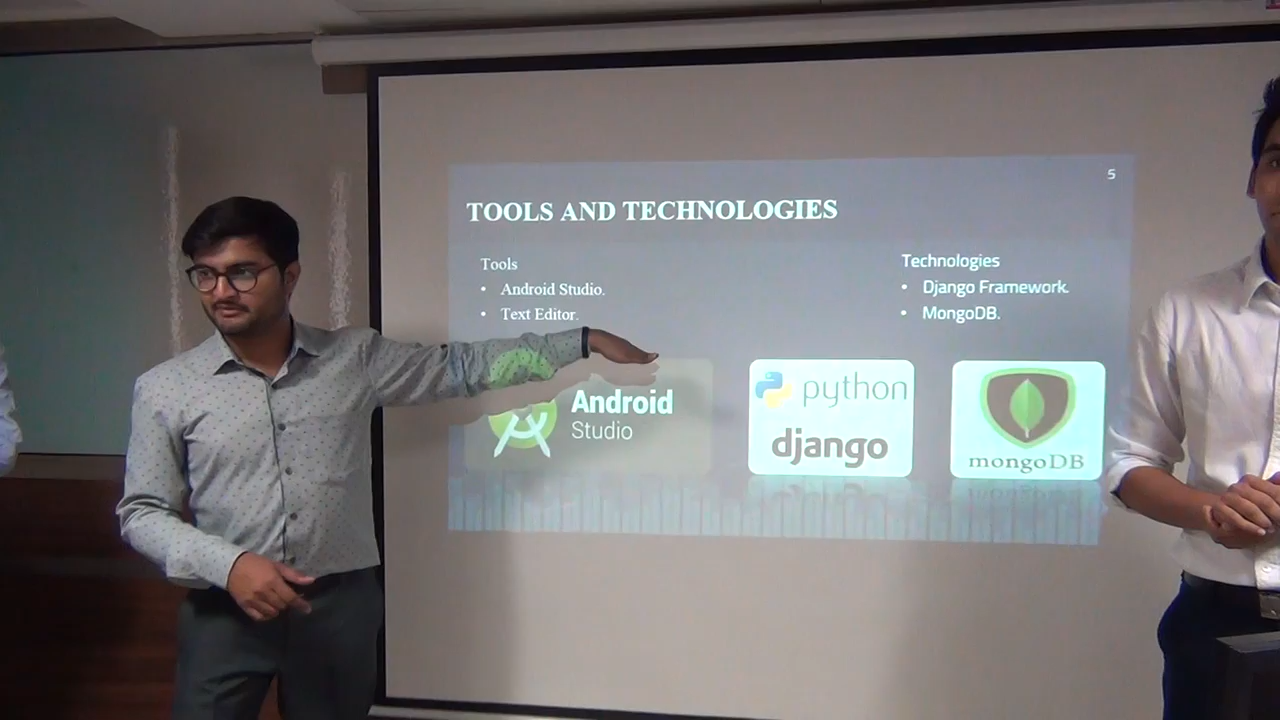 5
TOOLS AND TECHNOLOGIES
Tools
• Android Studio.
• Text Editor.
Technologies
• Django Framework.
• MongoDB.
Android
Studio
python
django
mongoDB